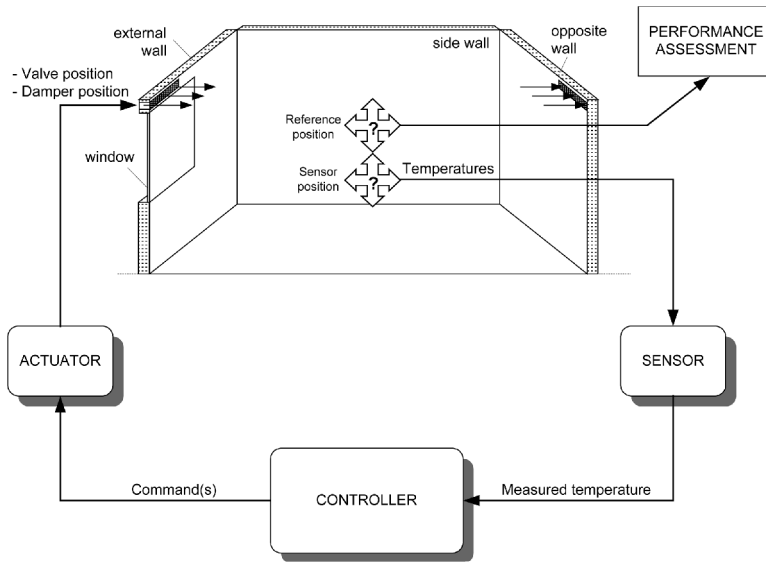 external
wall
side wall
opposite
wall
PERFORMANCE
ASSESSMENT
- Valve position
- Damper position
Reference
position
?
window
Sensor
position
?
Temperatures
ACTUATOR
SENSOR
Command(s)
CONTROLLER
Measured temperature